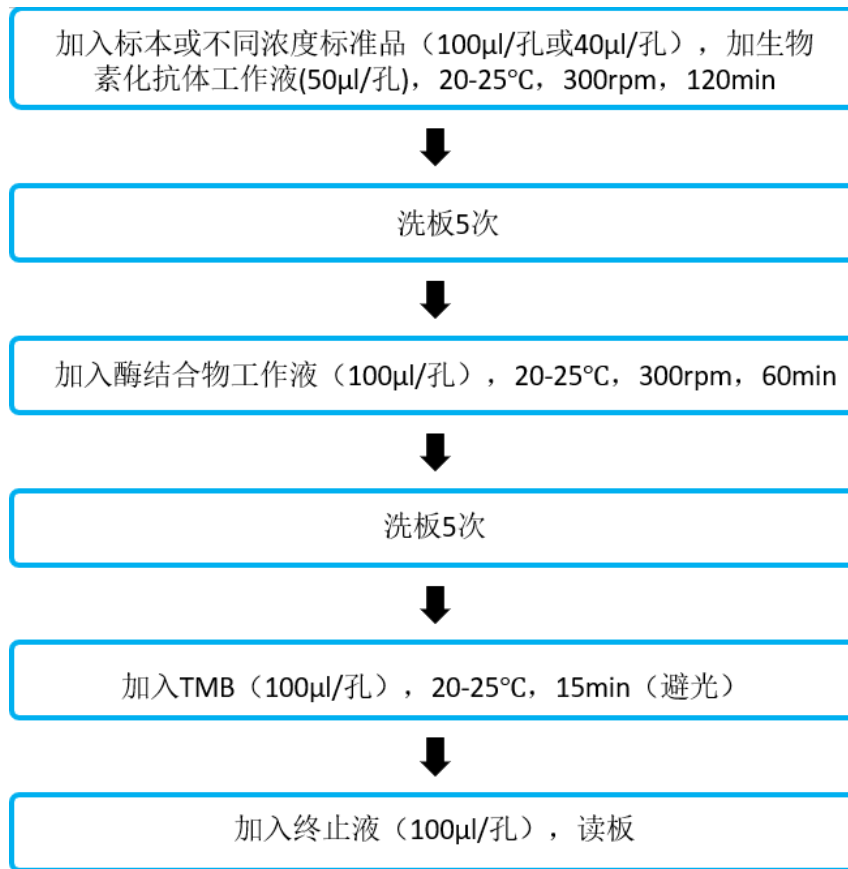 加入标本或不同浓度标准品（100μl/孔或40μl/孔），加生物
素化抗体工作液(50μl/孔)，20-25℃，300rpm，120min
洗板5次
加入酶结合物工作液（100μl/孔），20-25℃，300rpm，60min
洗板5次
加入TMB（100μl/孔），20-25℃，15min（避光）
加入终止液（100μl/孔），读板